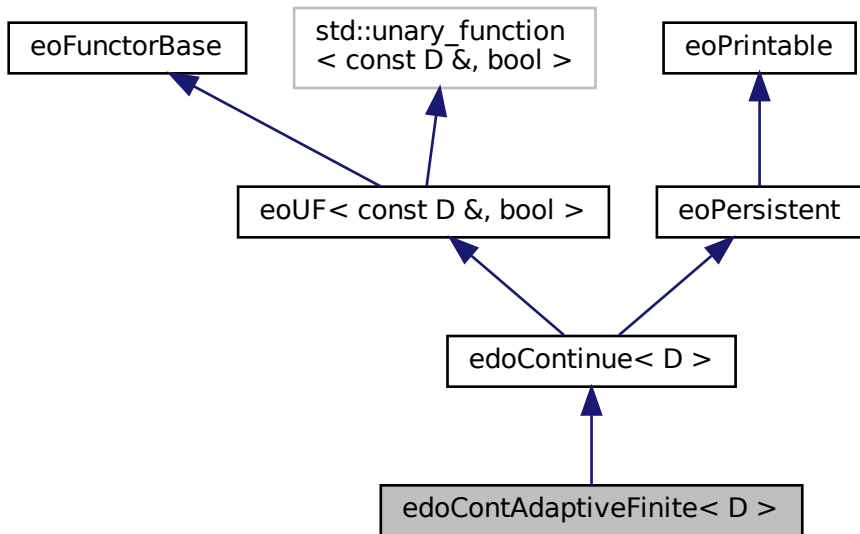 eoFunctorBase
std::unary_function
< const D &, bool >
eoPrintable
eoUF< const D &, bool >
eoPersistent
edoContinue< D >
edoContAdaptiveFinite< D >